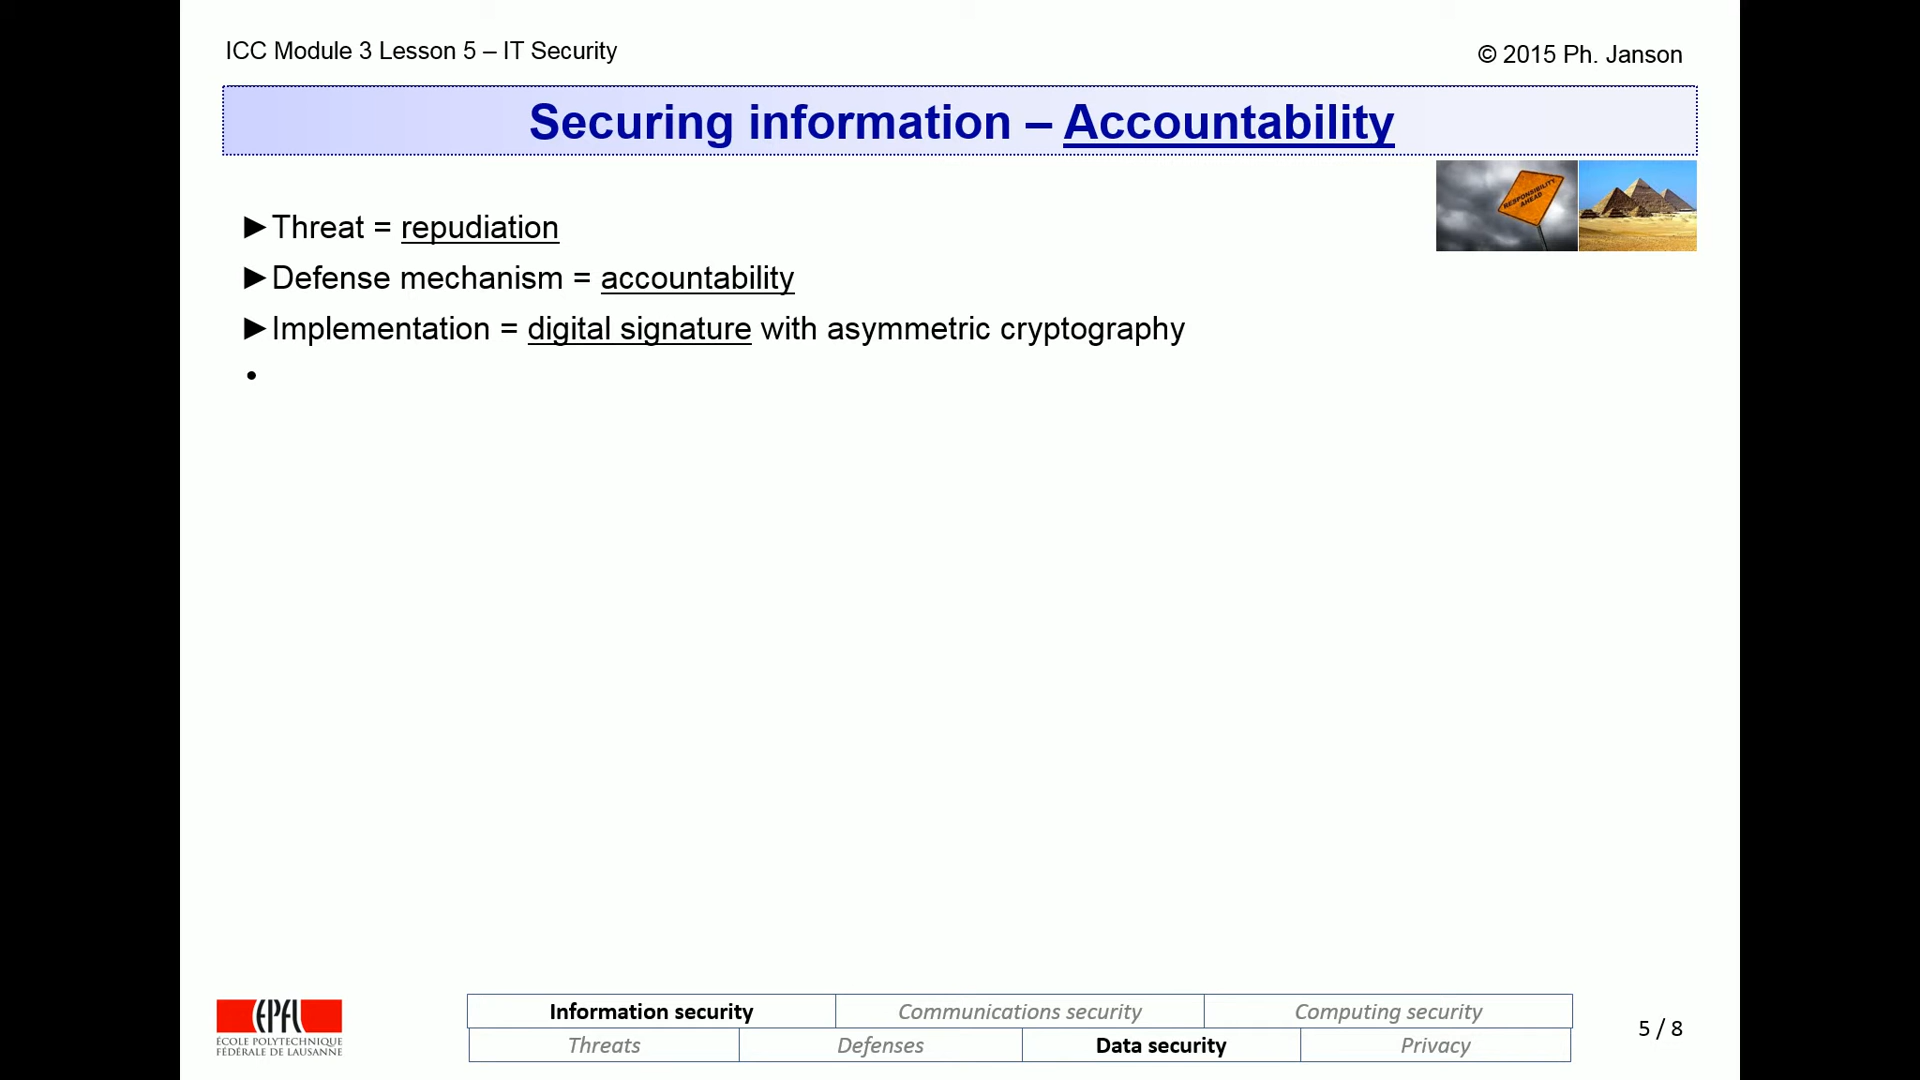 ICC Module 3 Lesson 5 – IT Security
© 2015 Ph. Janson
Securing information – Accountability
RESPONSIBILITY
AHEAD
►Threat = repudiation
►Defense mechanism = accountability
►Implementation = digital signature with asymmetric cryptography
•
EPFL
ÉCOLE POLYTECHNIQUE
FÉDÉRALE DE LAUSANNE
Information security Communications security Computing security
Threats Defenses Data security Privacy
5 / 8